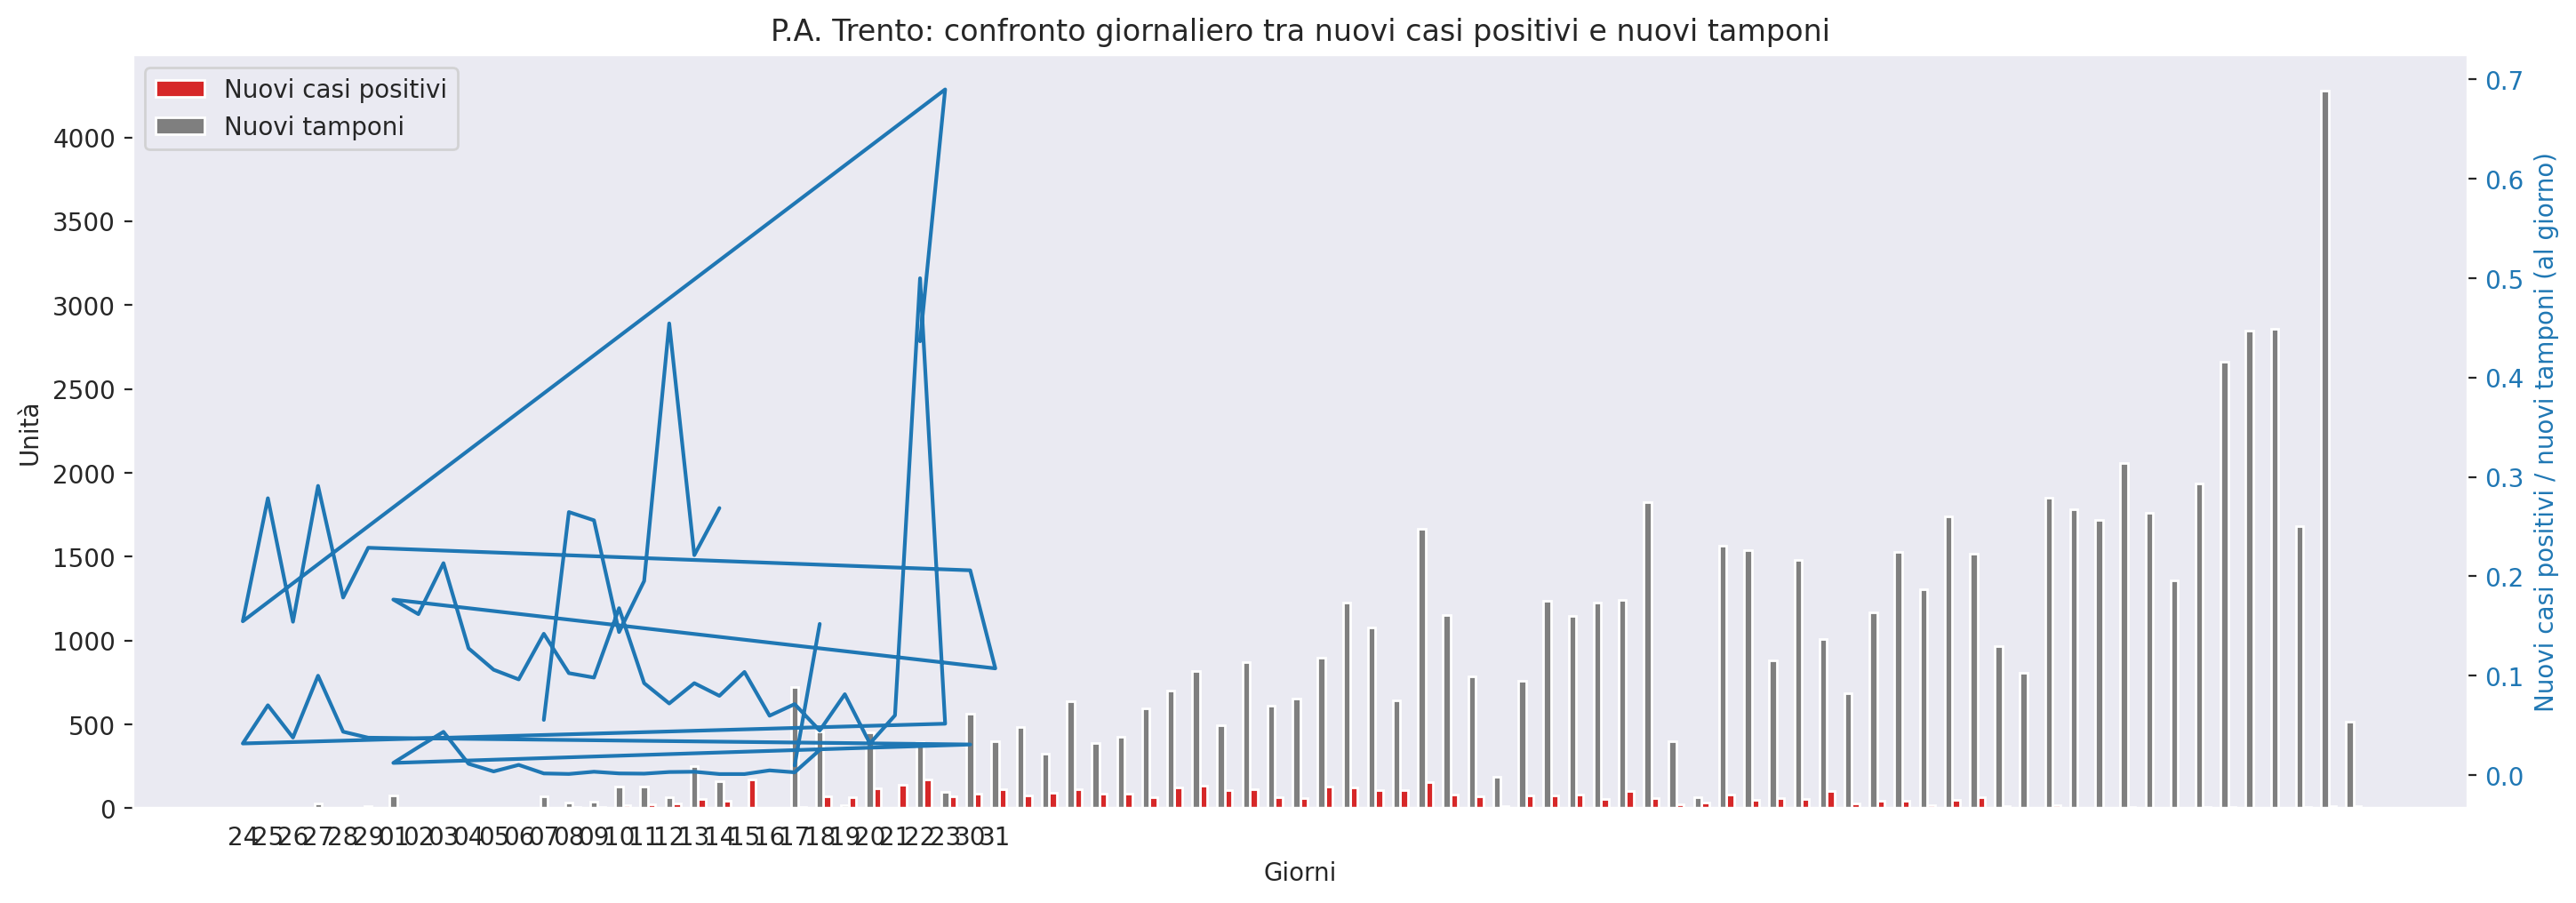 P.A. Trento: confronto giornaliero tra nuovi casi positivi e nuovi tamponi
Nuovi casi positivi
Nuovi tamponi
4000
3500
3000
2500
2000
1500
1000
500
0
Unità
0.7
0.6
0.5
0.4
0.3
0.2
0.1
0.0
Nuovi casi positivi / nuovi tamponi (al giorno)
24 25 26 27 28 29 01 02 03 04 05 06 07 08 09 10 11 12 13 14 15 16 17 18 19 20 21 22 23 30 31
Giorni